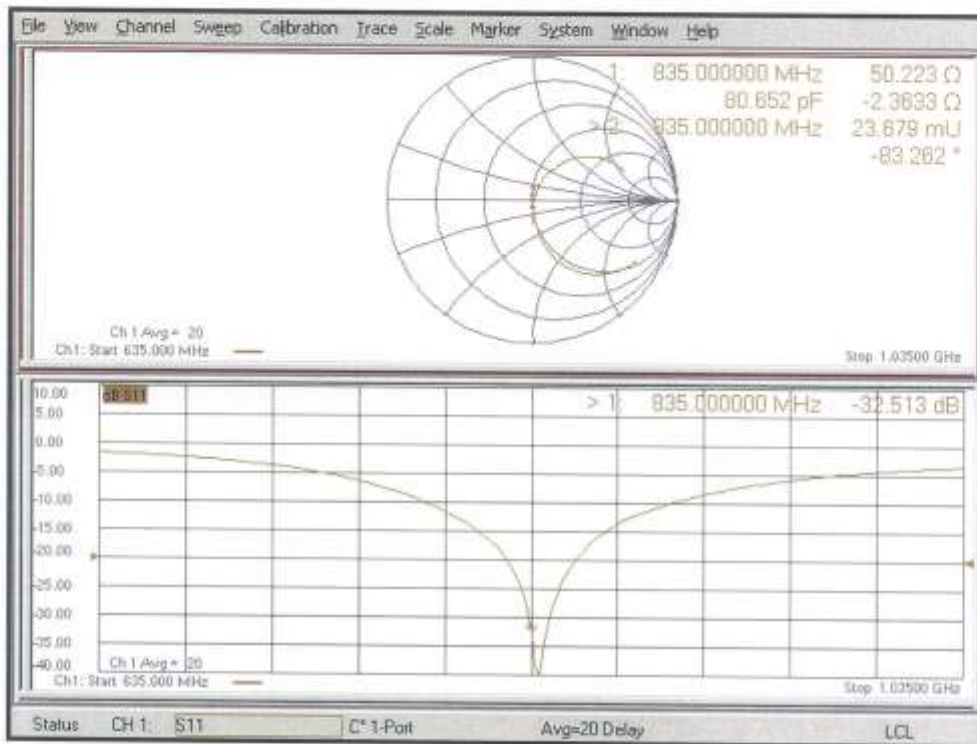 File View Channel Sweep Calibration Trace Scale Marker System Window Help
1: 835.000000 MHz 50.223 Ω
80.652 pF -2.3633 Ω
> 2: 835.000000 MHz 23.679 mU
-83.262 °
Ch 1 Avg = 20
Ch1: Start 635.000 MHz
Stop 1.03500 GHz
10.00
dB S11
> 1: 835.000000 MHz -32.513 dB
5.00
0.00
-5.00
-10.00
-15.00
-20.00
-25.00
-30.00
-35.00
-40.00
Ch 1 Avg = 20
Ch1: Start 635.000 MHz
Stop 1.03500 GHz
Status CH 1: S11 C* 1-Port Avg=20 Delay LCL